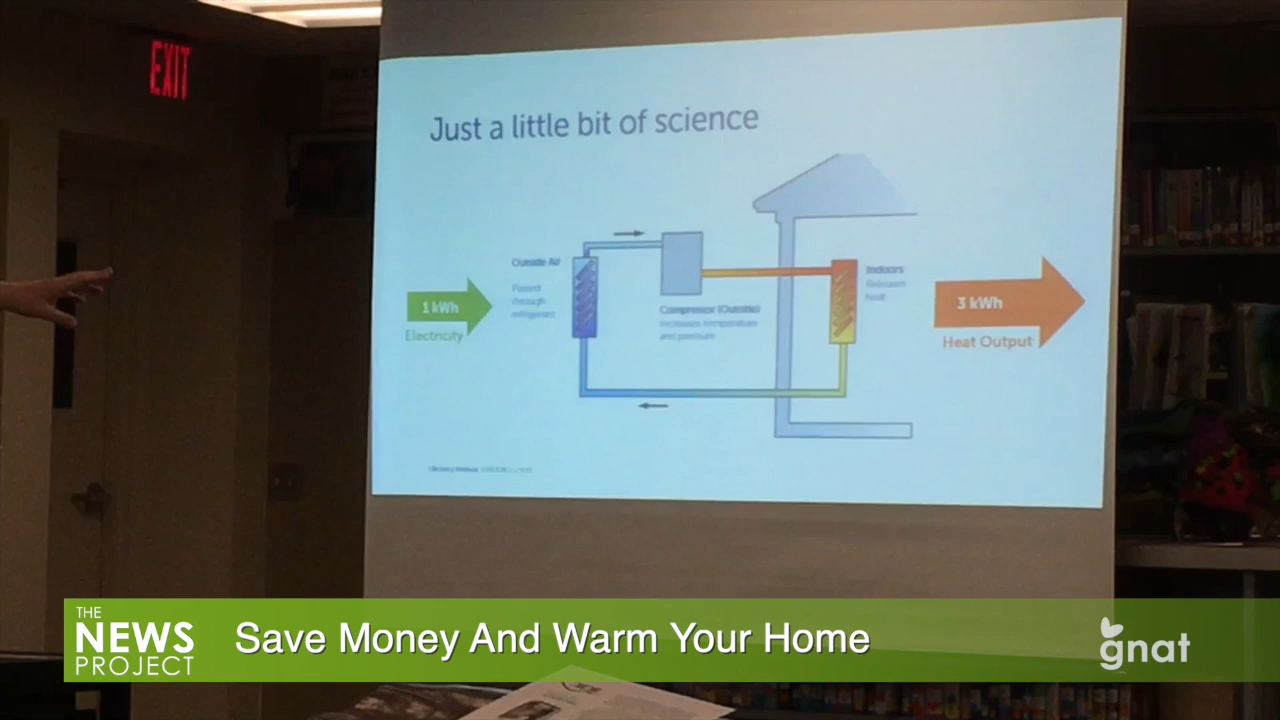 EXIT
Just a little bit of science
Outside Air
Passed
through
refrigerant
1 kWh
Electricity
Compressor (Outside)
Increases temperature
and pressure
Indoors
Releases
heat
3 kWh
Heat Output
THE
NEWS
PROJECT
Save Money And Warm Your Home
gnat